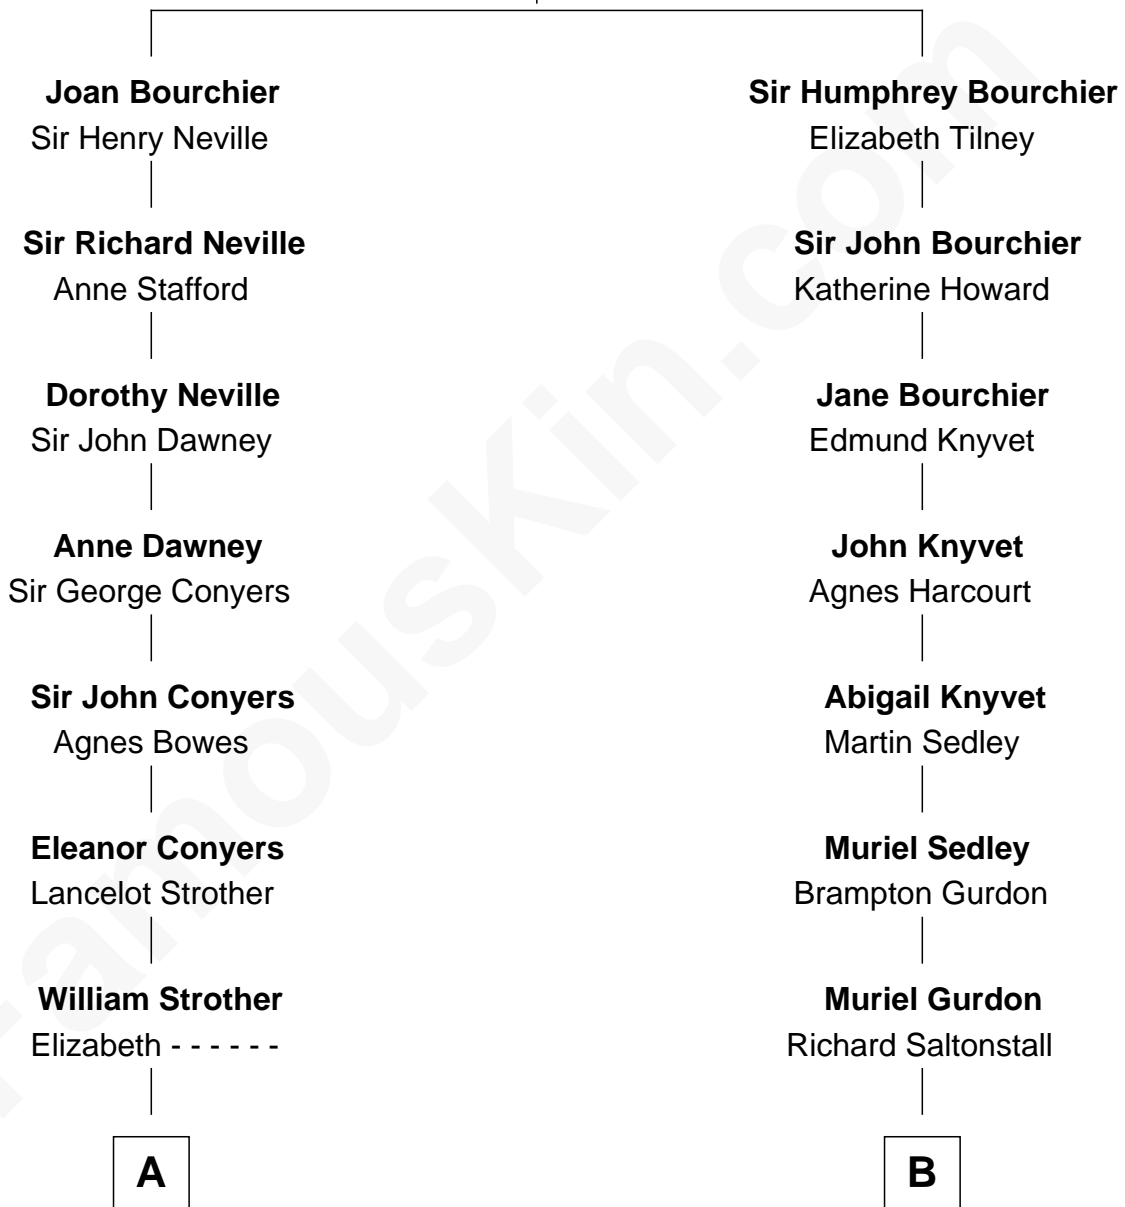 Joan Bourchier
Sir Henry Neville
Sir Richard Neville
Anne Stafford
Dorothy Neville
Sir John Dawney
Anne Dawney
Sir George Conyers
Sir John Conyers
Agnes Bowes
Eleanor Conyers
Lancelot Strother
William Strother
Elizabeth - - - - - -
A
Sir Humphrey Bourchier
Elizabeth Tilney
Sir John Bourchier
Katherine Howard
Jane Bourchier
Edmund Knyvet
John Knyvet
Agnes Harcourt
Abigail Knyvet
Martin Sedley
Muriel Sedley
Brampton Gurdon
Muriel Gurdon
Richard Saltonstall
B
FamousKin.com